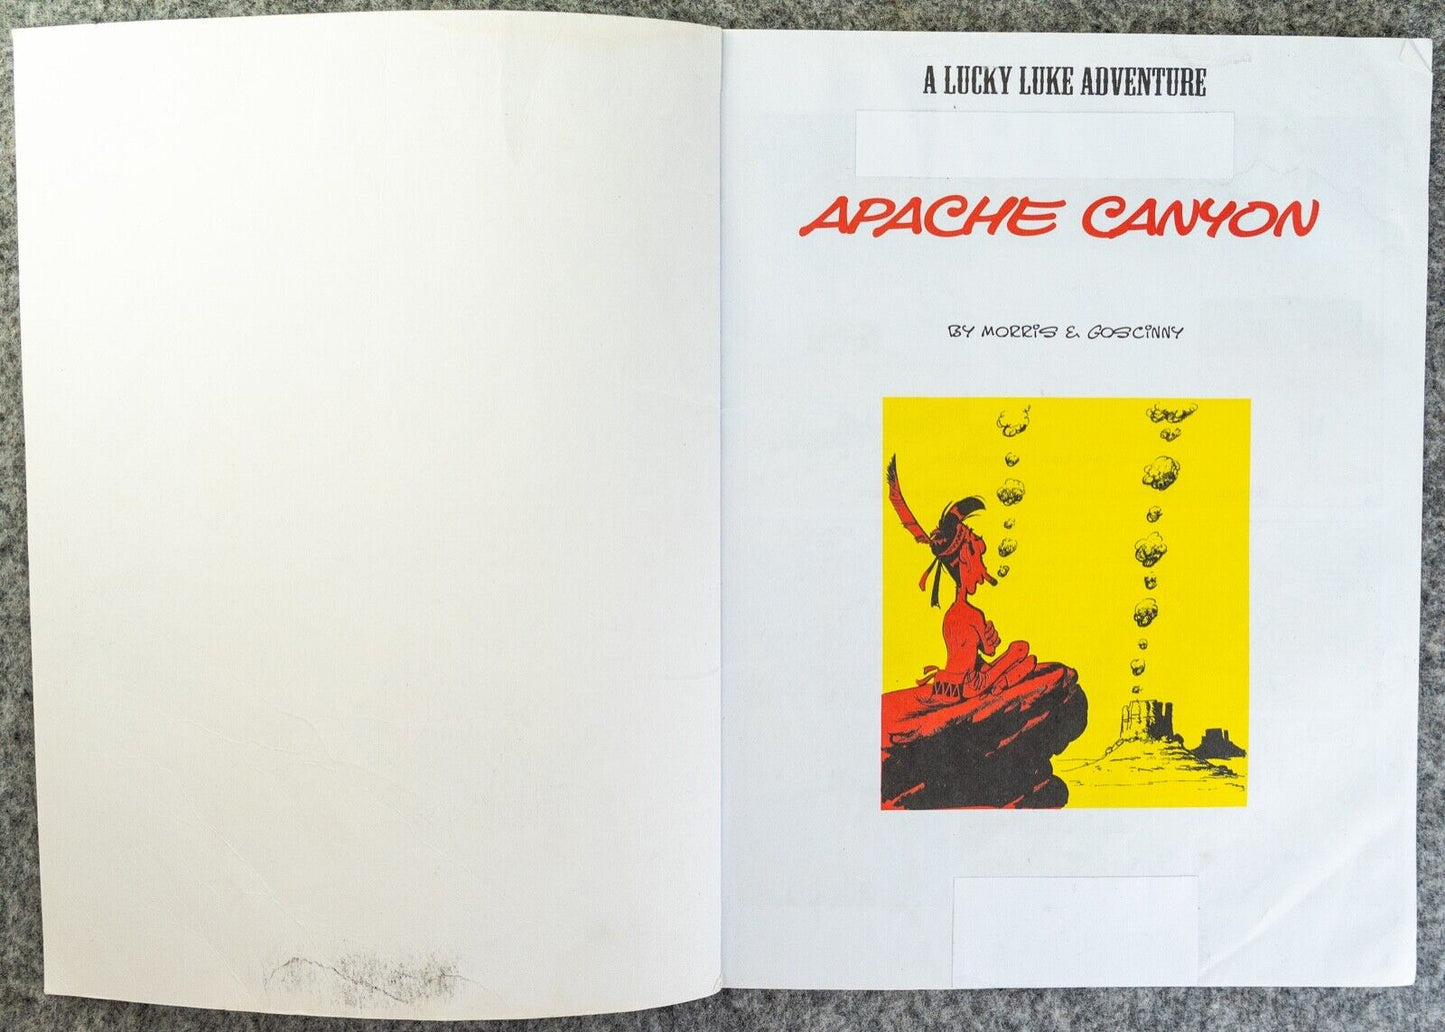 A LUCKY LUKE ADVENTURE
APACHE CANYON
BY MORRIS & GOSCINNY